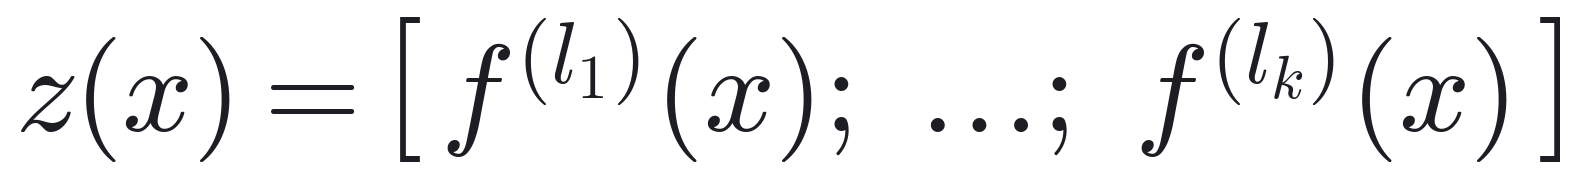 z(x) = [ f^{(l_1)}(x); ...; f^{(l_k)}(x) ]